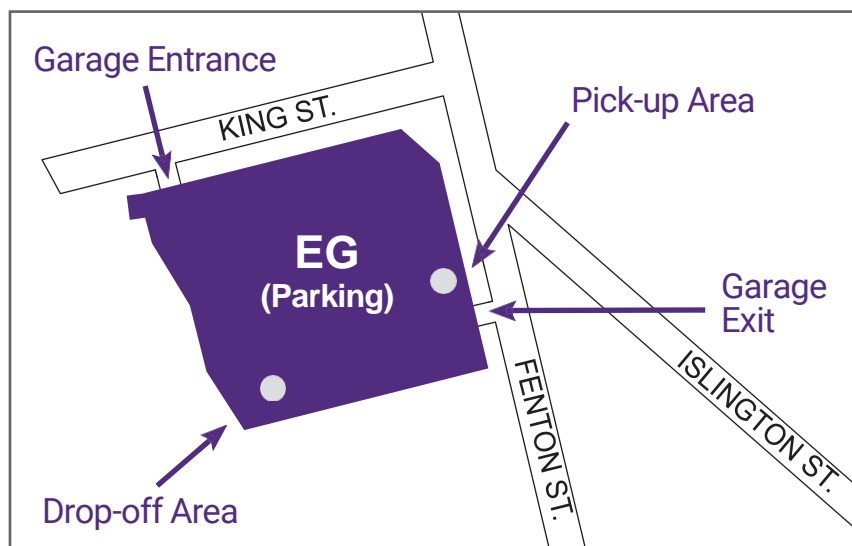 Garage Entrance
KING ST.
Pick-up Area
EG
(Parking)
Garage
Exit
FENTON ST.
ISLINGTON ST.
Drop-off Area